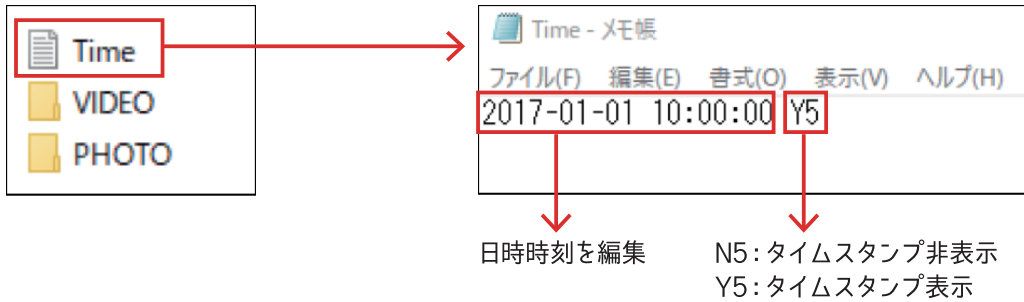 Time
VIDEO
PHOTO
Time - メモ帳
ファイル(F) 編集(E) 書式(O) 表示(V) ヘルプ(H)
2017-01-01 10:00:00 Y5
日時時刻を編集
N5:タイムスタンプ非表示
Y5:タイムスタンプ表示